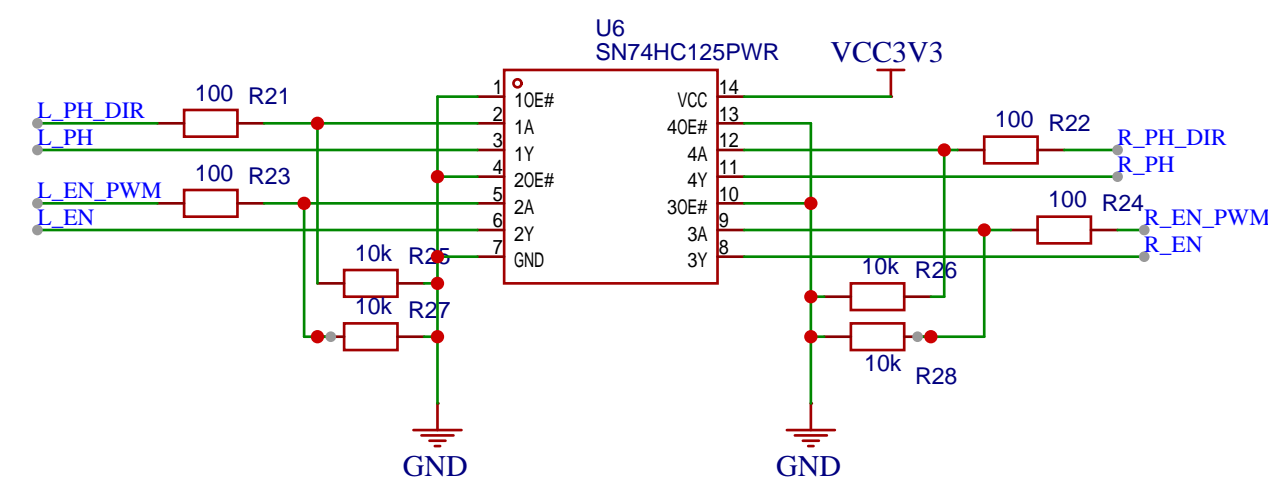 U6
SN74HC125PWR
VCC3V3
L_PH_DIR
100 R21
L_PH
L_EN_PWM
100 R23
L_EN
1 1OE#
2 1A
3 1Y
4 2OE#
5 2A
6 2Y
7 GND
14 VCC
13 4OE#
12 4A
11 4Y
10 3OE#
9 3A
8 3Y
100 R22
R_PH_DIR
R_PH
100 R24
R_EN_PWM
R_EN
10k R25
10k R27
10k R26
10k R28
GND
GND